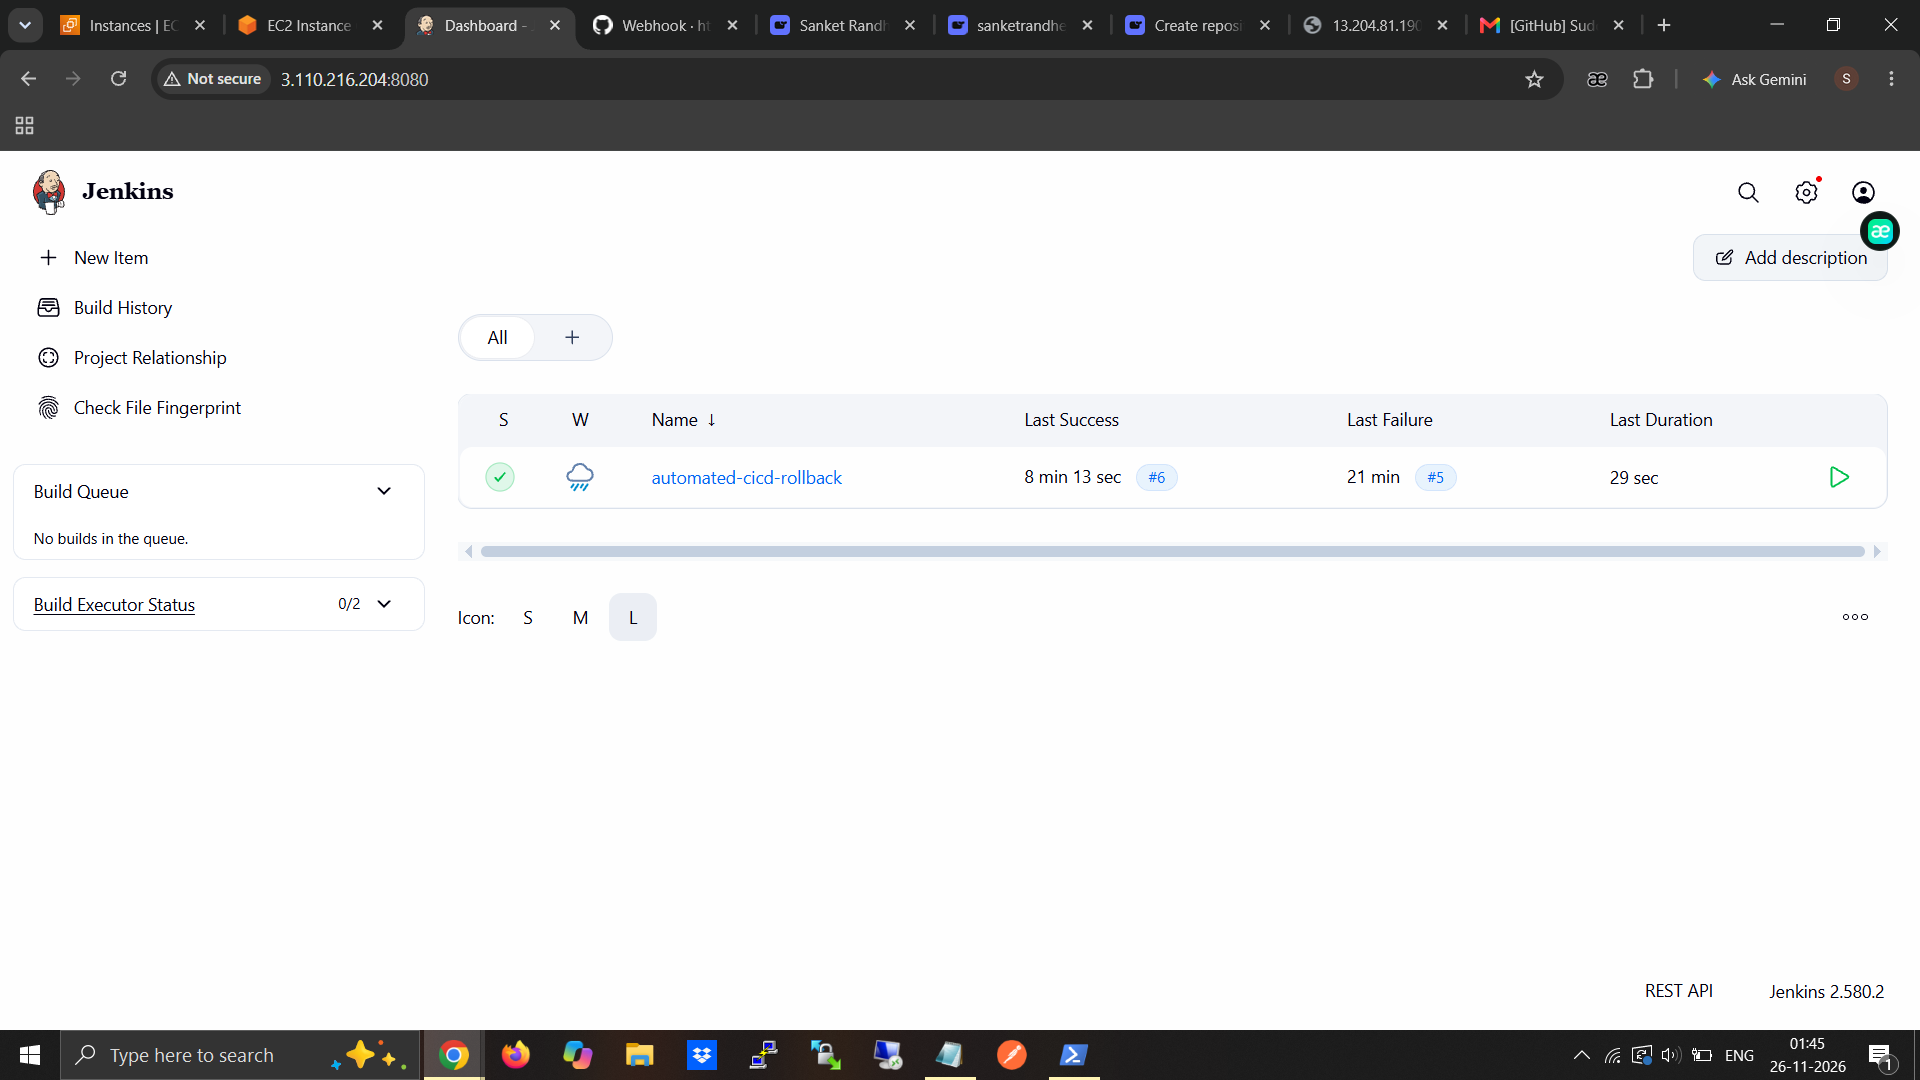 Instances | EC
EC2 Instance
Dashboard -
Webhook · ht
Sanket Randh
sanketrandhe
Create reposi
13.204.81.190
[GitHub] Sud
Not secure
3.110.216.204:8080
Ask Gemini
S
Jenkins
New Item
Add description
Build History
Project Relationship
Check File Fingerprint
All
S W Name ↓ Last Success Last Failure Last Duration
automated-cicd-rollback 8 min 13 sec #6 21 min #5 29 sec
Build Queue
No builds in the queue.
Build Executor Status 0/2
Icon: S M L
REST API Jenkins 2.580.2
Type here to search
ENG
01:45
26-11-2026
1